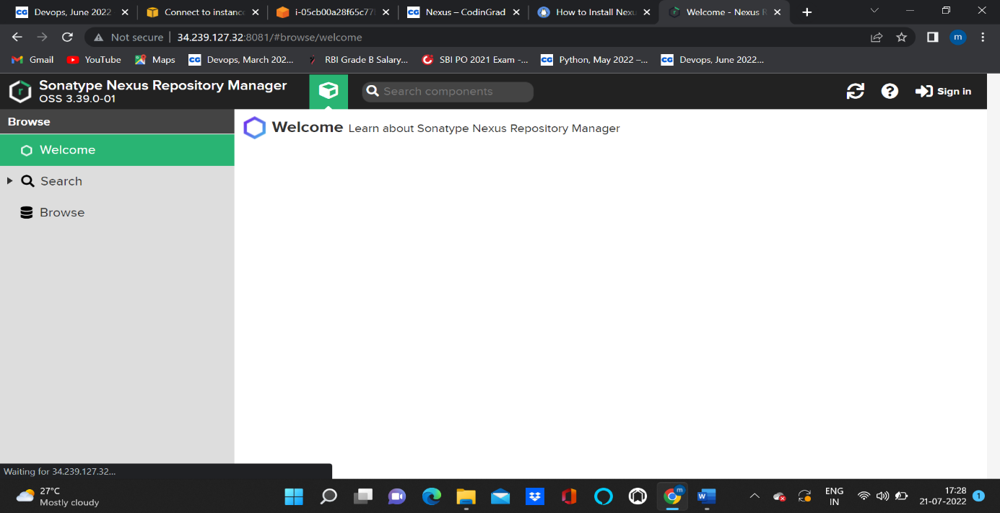 Devops, June 2022
Connect to instance
i-05cb00a28f65c77
Nexus – CodinGrad
How to Install Nexu
Welcome - Nexus R
Not secure
34.239.127.32:8081/#browse/welcome
m
Gmail
YouTube
Maps
Devops, March 202...
RBI Grade B Salary...
SBI PO 2021 Exam -...
Python, May 2022 –...
Devops, June 2022...
Sonatype Nexus Repository Manager
OSS 3.39.0-01
Search components
Sign in
Browse
Welcome
Search
Browse
Welcome Learn about Sonatype Nexus Repository Manager
Waiting for 34.239.127.32...
27°C
Mostly cloudy
ENG
IN
17:28
21-07-2022
1